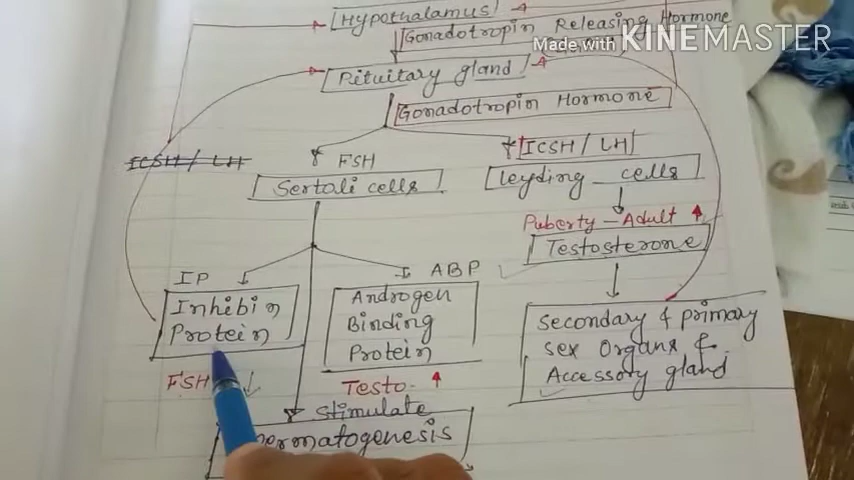 Hypothalamus
Gonadotropin Releasing Hormone
Made with KINEMASTER
Pituitary gland
Gonadotropin Hormone
ICSH / LH
FSH
ICSH / LH
Sertoli cells
leyding cells
Puberty - Adult
Testosterone
IP
ABP
Inhibin
Protein
Androgen
Binding
Protein
Secondary & primary
sex Organs &
Accessory gland
FSH
Testo.
Stimulate